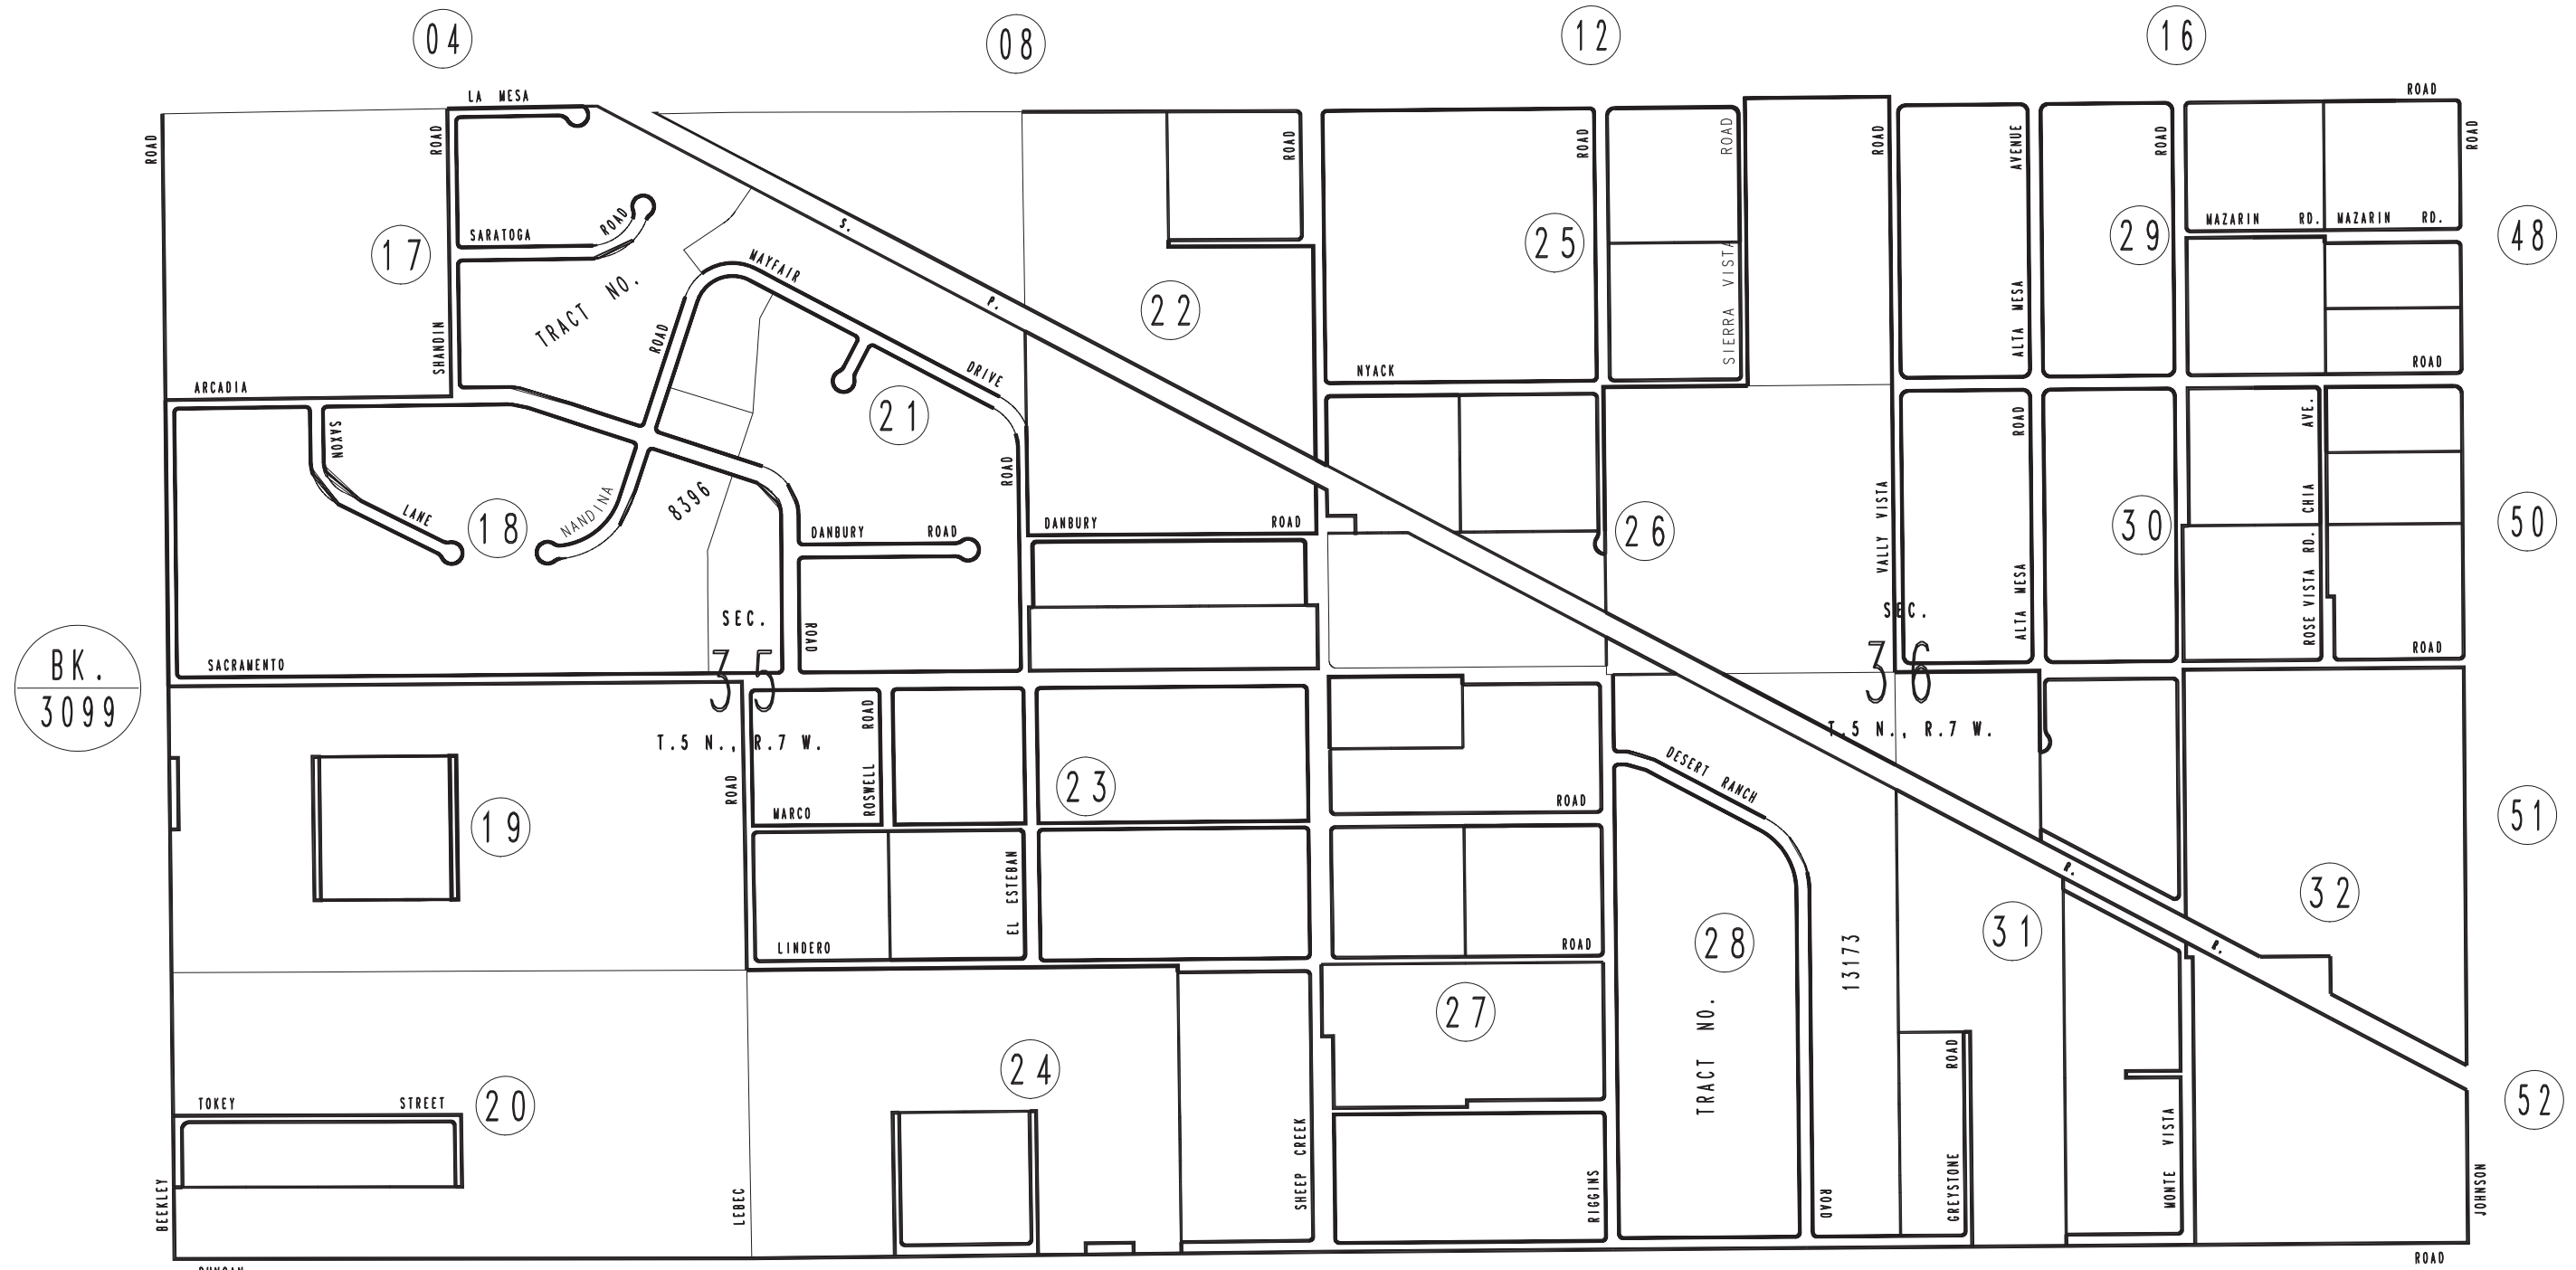 04
08
12
16
LA MESA
ROAD
ROAD
ROAD
ROAD
ROAD
ROAD
ROAD
AVENUE
ROAD
ROAD
17
SARATOGA
ROAD
S.
MAYFAIR
P.
TRACT NO.
22
25
SIERRA VISTA
29
MAZARIN RD.
MAZARIN RD.
48
SHANDIN
ROAD
DRIVE
NYACK
ALTA MESA
ROAD
ARCADIA
21
SAXON
LANE
18
NANDINA
8396
ROAD
DANBURY ROAD
DANBURY ROAD
26
VALLY VISTA
ROAD
ALTA MESA
30
AVE.
CHIA
ROSE VISTA RD.
50
SEC.
35
T.5 N., R.7 W.
ROAD
SEC.
36
T.5 N., R.7 W.
ROAD
SACRAMENTO
BK.
3099
19
ROAD
ROAD
ROSWELL
MARCO
23
ROAD
DESERT RANCH
51
EL ESTEBAN
LINDERO
ROAD
R.
R.
32
31
28
13173
TRACT NO.
27
24
20
TOKEY STREET
52
BEEKLEY
LEBEC
SHEEP CREEK
RIGGINS
ROAD
ROAD
GREYSTONE
MONTE VISTA
JOHNSON
ROAD